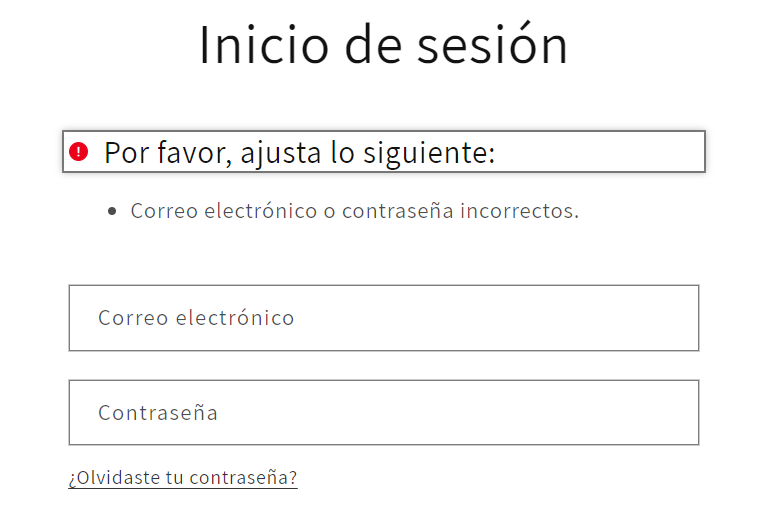 Inicio de sesión
Por favor, ajusta lo siguiente:
Correo electrónico o contraseña incorrectos.
Correo electrónico
Contraseña
¿Olvidaste tu contraseña?